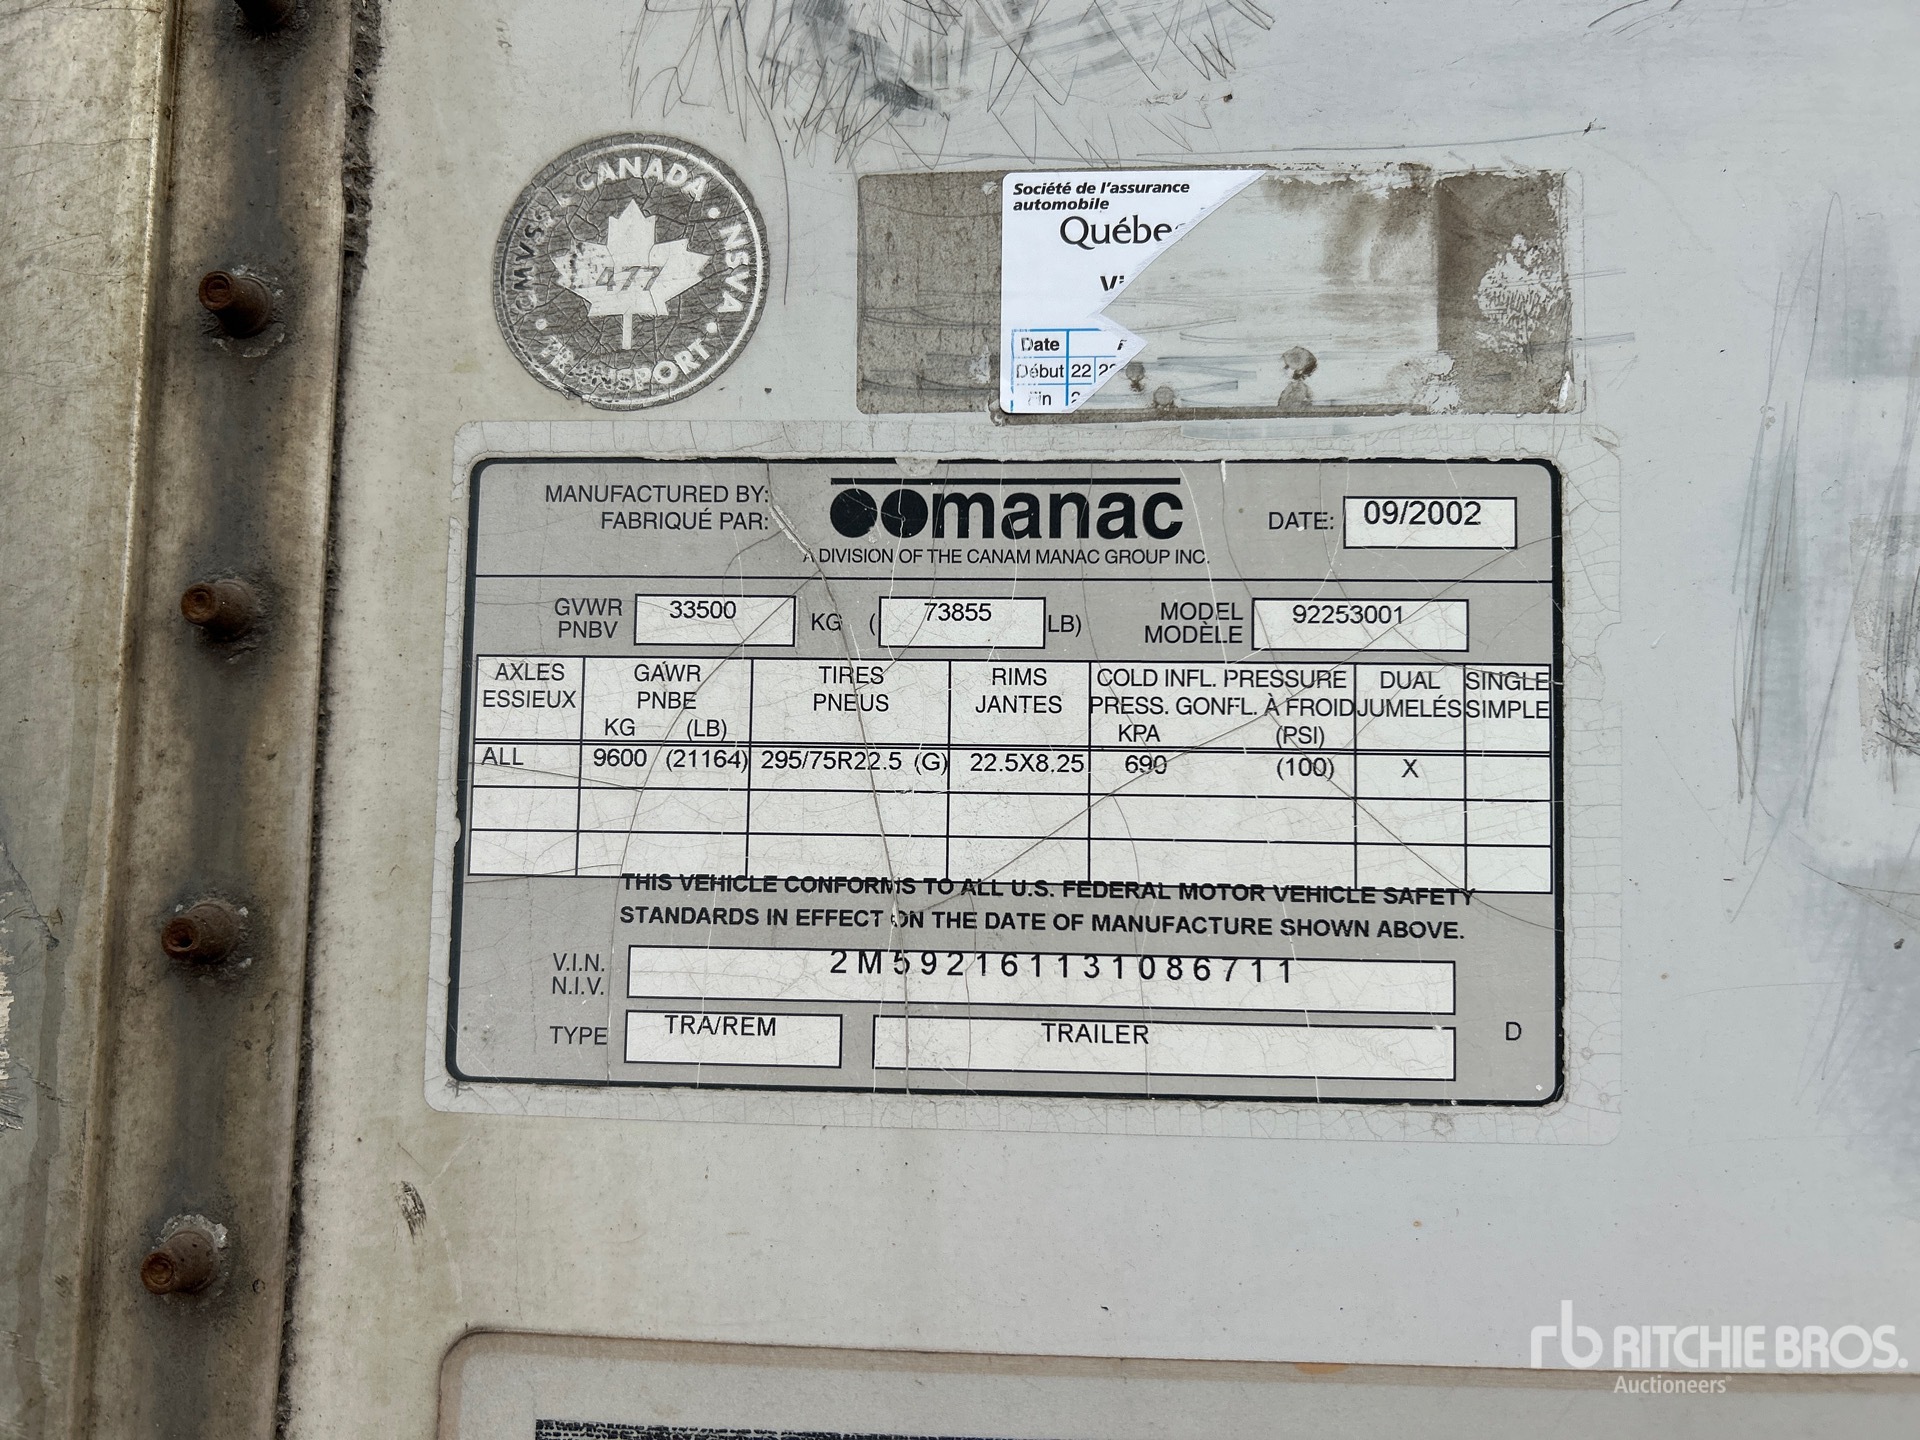 CANADA • NSVA • TRANSPORT • CMVSS
477
Société de l'assurance
automobile
Date
Début 22
Fin
MANUFACTURED BY:
FABRIQUÉ PAR:
manac
A DIVISION OF THE CANAM MANAC GROUP INC.
DATE: 09/2002
GVWR
PNBV
33500 KG ( 73855 LB)
MODEL
MODÈLE
92253001
AXLES
ESSIEUX
GAWR
PNBE
KG (LB)
TIRES
PNEUS
RIMS
JANTES
COLD INFL. PRESSURE
PRESS. GONFL. À FROID
KPA (PSI)
DUAL
JUMELÉS
SINGLE
SIMPLE
ALL 9600 (21164) 295/75R22.5 (G) 22.5X8.25 690 (100) X
THIS VEHICLE CONFORMS TO ALL U.S. FEDERAL MOTOR VEHICLE SAFETY
STANDARDS IN EFFECT ON THE DATE OF MANUFACTURE SHOWN ABOVE.
V.I.N.
N.I.V.
2M592161131086711
TYPE TRA/REM TRAILER D
rb RITCHIE BROS.
Auctioneers